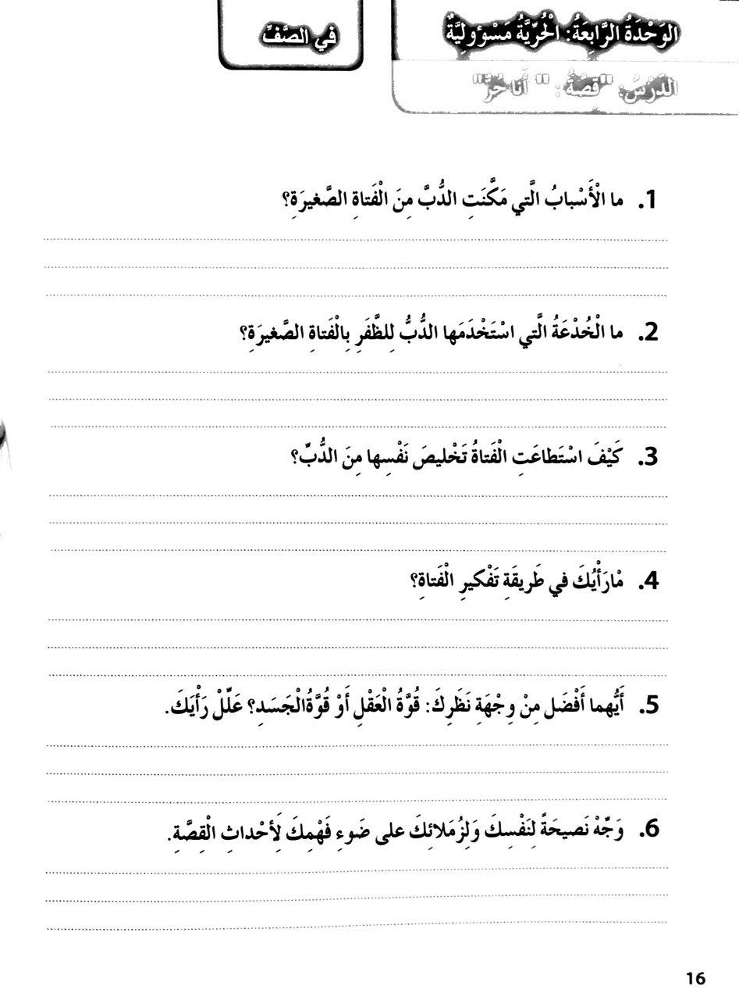 الوَحْدَةُ الرَّابِعَةُ: الْحُرِّيَّةُ مَسْؤولِيَّةٌ
في الصَّفِّ
الدَّرْسُ: "قِصَّةُ : " أَنا حُرٌّ"
1. ما الْأَسْبابُ الَّتي مَكَّنَتِ الدُّبَّ مِنَ الْفَتاةِ الصَّغيرَةِ؟
2. ما الْخُدْعَةُ الَّتي اسْتَخْدَمَها الدُّبُّ لِلظَّفَرِ بِالْفَتاةِ الصَّغيرَةِ؟
3. كَيْفَ اسْتَطاعَتِ الْفَتاةُ تَخْليصَ نَفْسِها مِنَ الدُّبِّ؟
4. مْارَأْيُكَ في طَريقَةِ تَفْكيرِ الْفَتاةِ؟
5. أَيُّهما أَفْضَل مِنْ وِجْهَةِ نَظَرِكَ: قُوَّةُ الْعَقْلِ أَوْ قُوَّةُالْجَسَدِ؟ عَلِّلْ رَأْيَكَ.
6. وَجِّهْ نَصيحَةً لِنَفْسِكَ وَلِزُمَلائِكَ على ضَوءِ فَهْمِكَ لِأَحْداثِ الْقِصَّةِ.
16